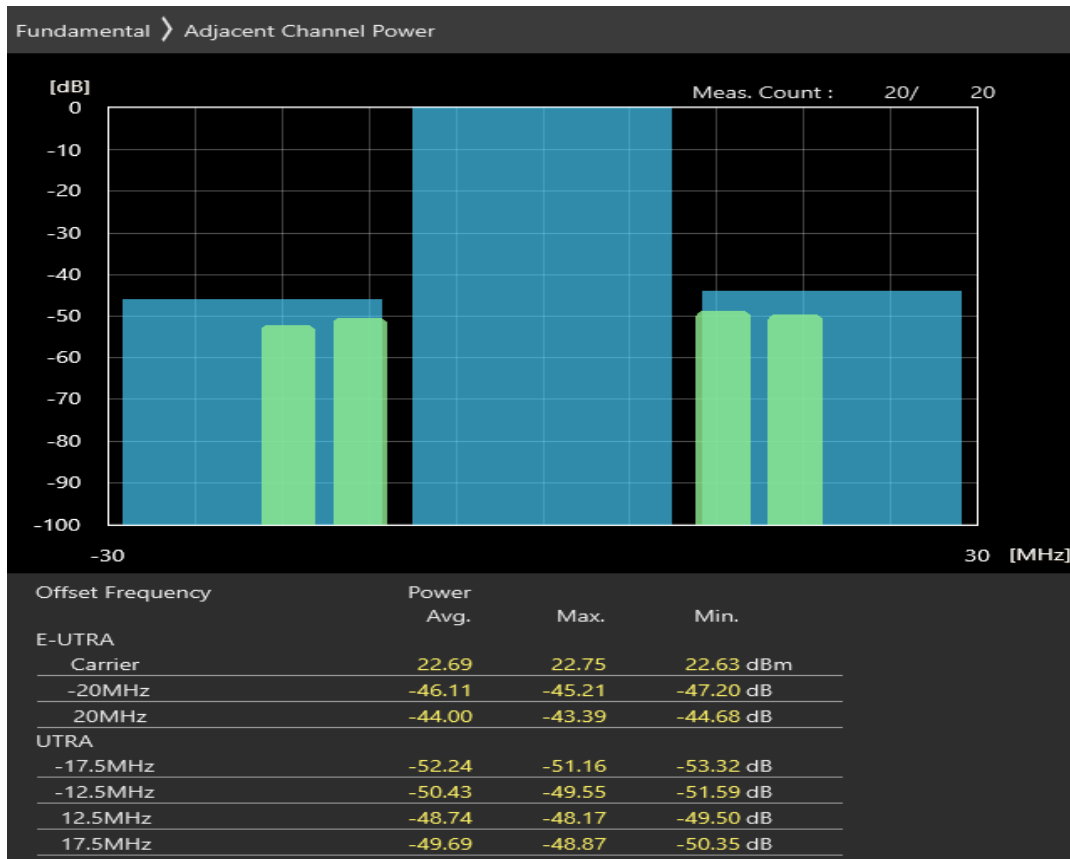 Fundamental ❯ Adjacent Channel Power
[dB]
Meas. Count : 20/ 20
0
-10
-20
-30
-40
-50
-60
-70
-80
-90
-100
-30 30 [MHz]
Offset Frequency Power
Avg. Max. Min.
E-UTRA
Carrier 22.69 22.75 22.63 dBm
-20MHz -46.11 -45.21 -47.20 dB
20MHz -44.00 -43.39 -44.68 dB
UTRA
-17.5MHz -52.24 -51.16 -53.32 dB
-12.5MHz -50.43 -49.55 -51.59 dB
12.5MHz -48.74 -48.17 -49.50 dB
17.5MHz -49.69 -48.87 -50.35 dB